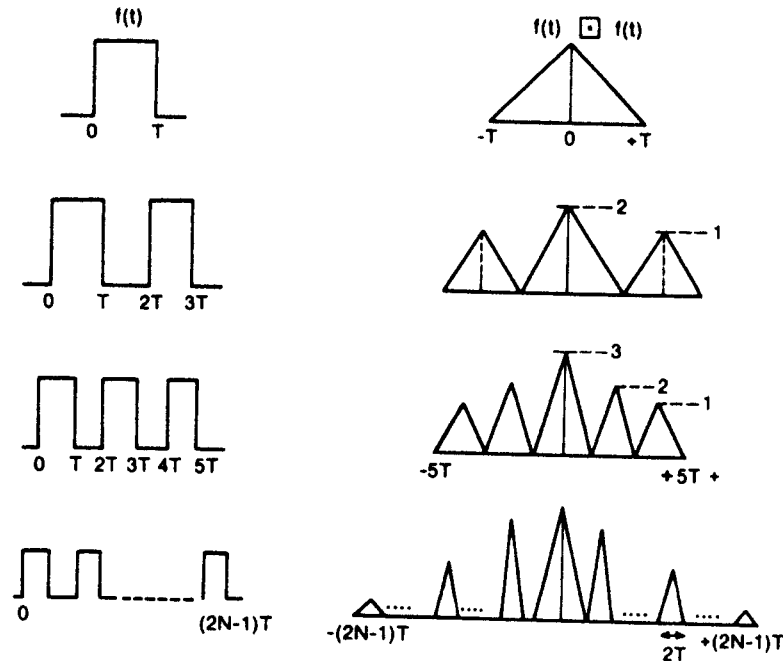 f(t)
f(t) ⊡ f(t)
0 T
-T 0 +T
2
1
0 T 2T 3T
3
2
1
0 T 2T 3T 4T 5T
-5T +5T +
0
(2N-1)T
.... .... .... ....
-(2N-1)T +(2N-1)T
2T